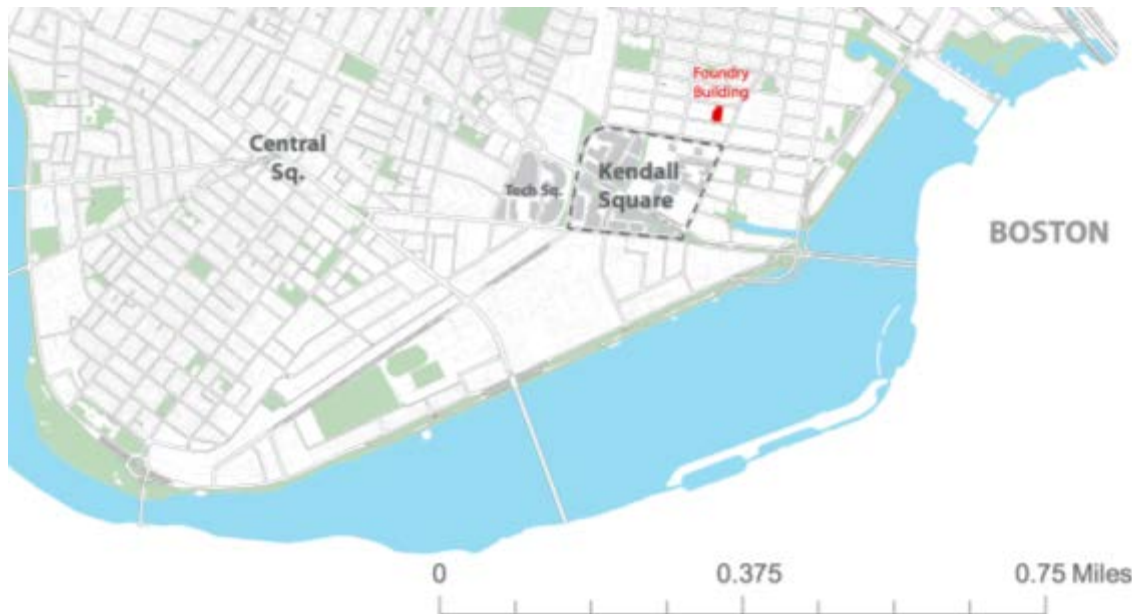 Foundry
Building
Central
Sq.
Tech Sq.
Kendall
Square
BOSTON
0 0.375 0.75 Miles